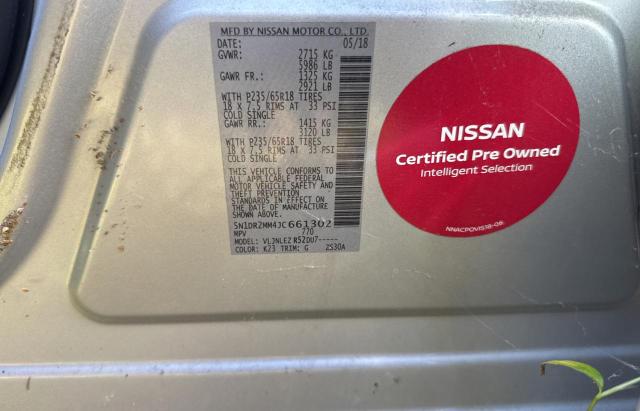 MFD BY NISSAN MOTOR CO., LTD.
DATE: 05/18
GVWR: 2715 KG
5986 LB
GAWR FR.: 1325 KG
2921 LB
WITH P235/65R18 TIRES
18 X 7.5 RIMS AT 33 PSI
COLD SINGLE
GAWR RR.: 1415 KG
3120 LB
WITH P235/65R18 TIRES
18 X 7.5 RIMS AT 33 PSI
COLD SINGLE
THIS VEHICLE CONFORMS
TO ALL APPLICABLE FEDERAL
MOTOR VEHICLE SAFETY AND
THEFT PREVENTION
STANDARDS IN EFFECT ON
THE DATE OF MANUFACTURE
SHOWN ABOVE.
5N1DR2MM4JC661302
MPV 770
MODEL: VLJNLEZ R52DU7-----
COLOR: K23 TRIM: G 2S30A
NISSAN
Certified Pre Owned
Intelligent Selection
NNACPOVIS18-08